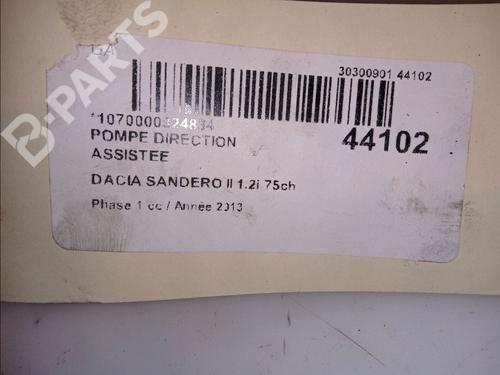 B-PARTS
30300901 44102
POMPE DIRECTION
44102
ASSISTEE
DACIA SANDERO II 1.2i 75ch
Phase 1 cc / Année 2013